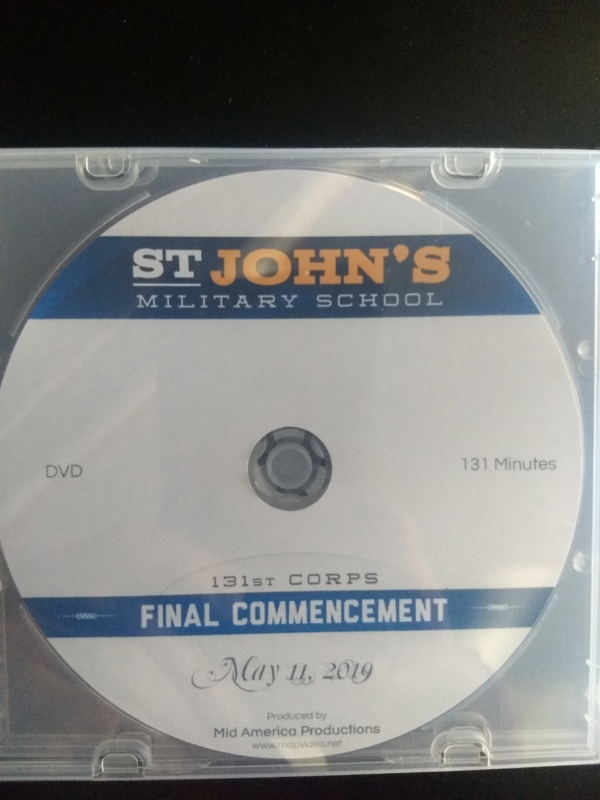 ST JOHN'S
MILITARY SCHOOL
DVD
131 Minutes
131ST CORPS
FINAL COMMENCEMENT
May 11, 2019
Produced by
Mid America Productions
www.mapvideo.net